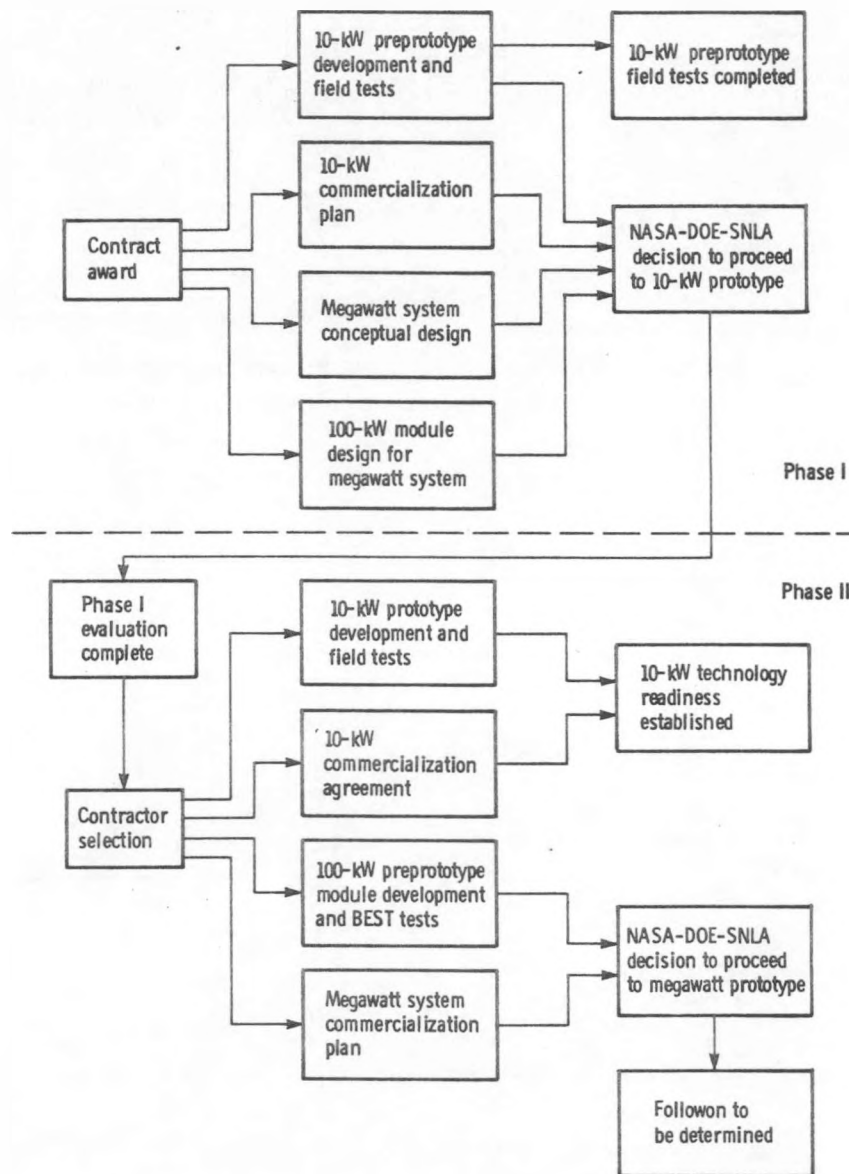 10-kW preprototype
development and
field tests
10-kW preprototype
field tests completed
10-kW
commercialization
plan
Contract
award
NASA-DOE-SNLA
decision to proceed
to 10-kW prototype
Megawatt system
conceptual design
100-kW module
design for
megawatt system
Phase I
Phase I
evaluation
complete
Phase II
10-kW prototype
development and
field tests
10-kW technology
readiness
established
10-kW
commercialization
agreement
Contractor
selection
100-kW preprototype
module development
and BEST tests
NASA-DOE-SNLA
decision to proceed
to megawatt prototype
Megawatt system
commercialization
plan
Followon to
be determined